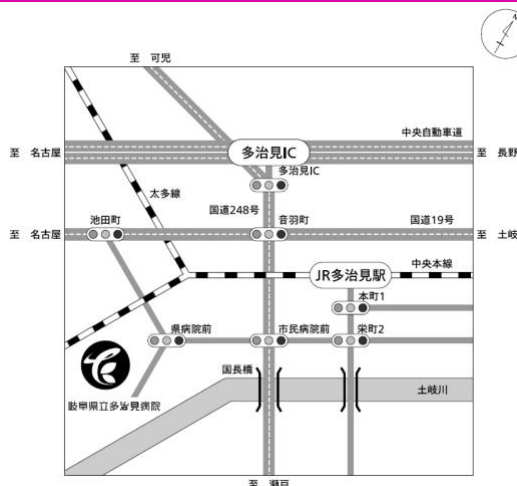 至 可児
中央自動車道
至 名古屋
多治見IC
至 長野
多治見IC
太多線
国道248号
池田町
音羽町
国道19号
至 名古屋
至 土岐
中央本線
JR多治見駅
本町1
県病院前
市民病院前
栄町2
国長橋
土岐川
岐阜県立多治見病院
至 瀬戸